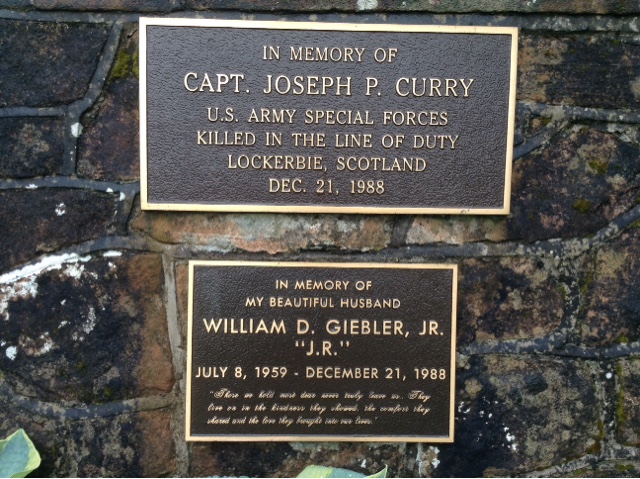 IN MEMORY OF
CAPT. JOSEPH P. CURRY
U.S. ARMY SPECIAL FORCES
KILLED IN THE LINE OF DUTY
LOCKERBIE, SCOTLAND
DEC. 21, 1988
IN MEMORY OF
MY BEAUTIFUL HUSBAND
WILLIAM D. GIEBLER, JR.
"J.R."
JULY 8, 1959 - DECEMBER 21, 1988
"Those we hold most dear never truly leave us.. They
live on in the kindness they showed, the comfort they
shared and the love they brought into our lives."